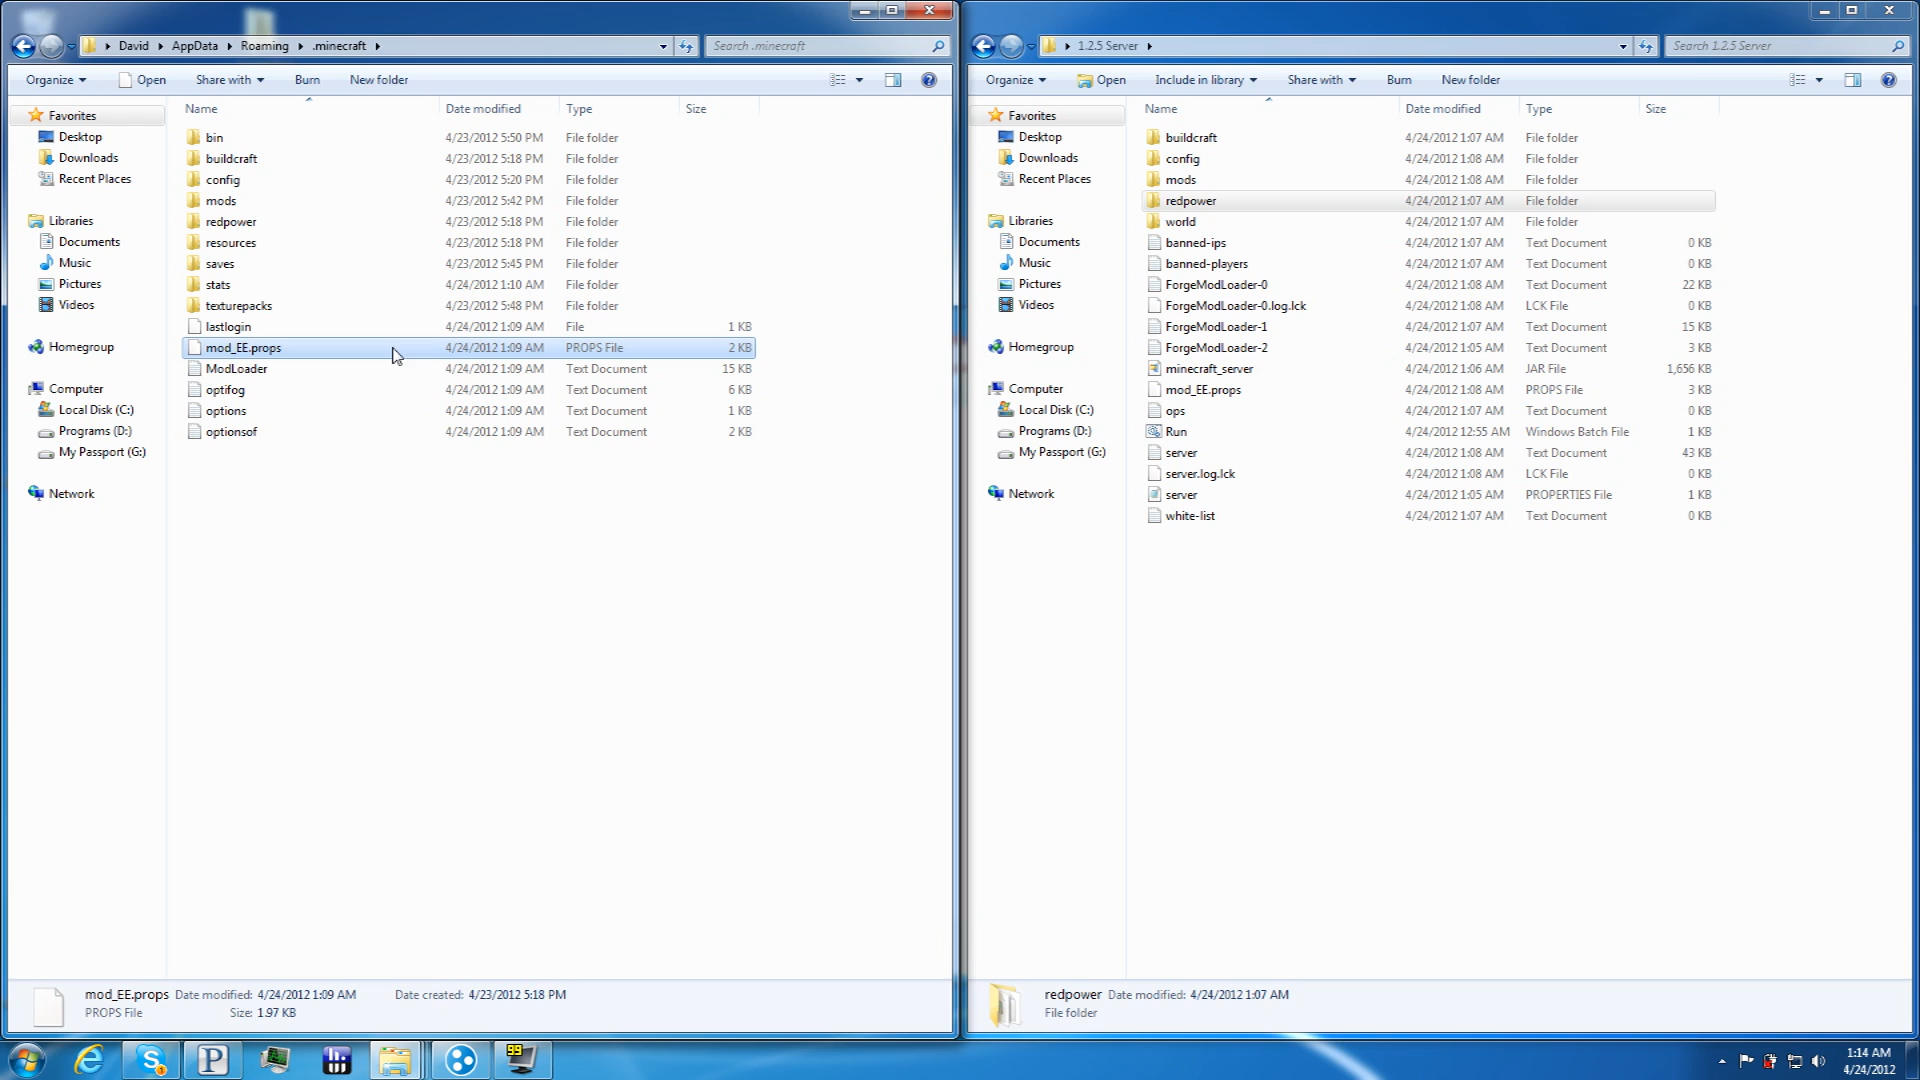 David AppData Roaming .minecraft
Search .minecraft
Organize Open Share with Burn New folder
Name Date modified Type Size
Favorites
Desktop
Downloads
Recent Places
Libraries
Documents
Music
Pictures
Videos
Homegroup
Computer
Local Disk (C:)
Programs (D:)
My Passport (G:)
Network
bin 4/23/2012 5:50 PM File folder
buildcraft 4/23/2012 5:18 PM File folder
config 4/23/2012 5:20 PM File folder
mods 4/23/2012 5:42 PM File folder
redpower 4/23/2012 5:18 PM File folder
resources 4/23/2012 5:18 PM File folder
saves 4/23/2012 5:45 PM File folder
stats 4/24/2012 1:10 AM File folder
texturepacks 4/23/2012 5:48 PM File folder
lastlogin 4/24/2012 1:09 AM File 1 KB
mod_EE.props 4/24/2012 1:09 AM PROPS File 2 KB
ModLoader 4/24/2012 1:09 AM Text Document 15 KB
optifog 4/24/2012 1:09 AM Text Document 6 KB
options 4/24/2012 1:09 AM Text Document 1 KB
optionsof 4/24/2012 1:09 AM Text Document 2 KB
mod_EE.props Date modified: 4/24/2012 1:09 AM Date created: 4/23/2012 5:18 PM
PROPS File Size: 1.97 KB
1.2.5 Server
Search 1.2.5 Server
Organize Open Include in library Share with Burn New folder
Name Date modified Type Size
Favorites
Desktop
Downloads
Recent Places
Libraries
Documents
Music
Pictures
Videos
Homegroup
Computer
Local Disk (C:)
Programs (D:)
My Passport (G:)
Network
buildcraft 4/24/2012 1:07 AM File folder
config 4/24/2012 1:08 AM File folder
mods 4/24/2012 1:08 AM File folder
redpower 4/24/2012 1:07 AM File folder
world 4/24/2012 1:07 AM File folder
banned-ips 4/24/2012 1:07 AM Text Document 0 KB
banned-players 4/24/2012 1:07 AM Text Document 0 KB
ForgeModLoader-0 4/24/2012 1:08 AM Text Document 22 KB
ForgeModLoader-0.log.lck 4/24/2012 1:08 AM LCK File 0 KB
ForgeModLoader-1 4/24/2012 1:07 AM Text Document 15 KB
ForgeModLoader-2 4/24/2012 1:05 AM Text Document 3 KB
minecraft_server 4/24/2012 1:06 AM JAR File 1,656 KB
mod_EE.props 4/24/2012 1:08 AM PROPS File 3 KB
ops 4/24/2012 1:07 AM Text Document 0 KB
Run 4/24/2012 12:55 AM Windows Batch File 1 KB
server 4/24/2012 1:08 AM Text Document 43 KB
server.log.lck 4/24/2012 1:08 AM LCK File 0 KB
server 4/24/2012 1:05 AM PROPERTIES File 1 KB
white-list 4/24/2012 1:07 AM Text Document 0 KB
redpower Date modified: 4/24/2012 1:07 AM
File folder
99
1:14 AM
4/24/2012